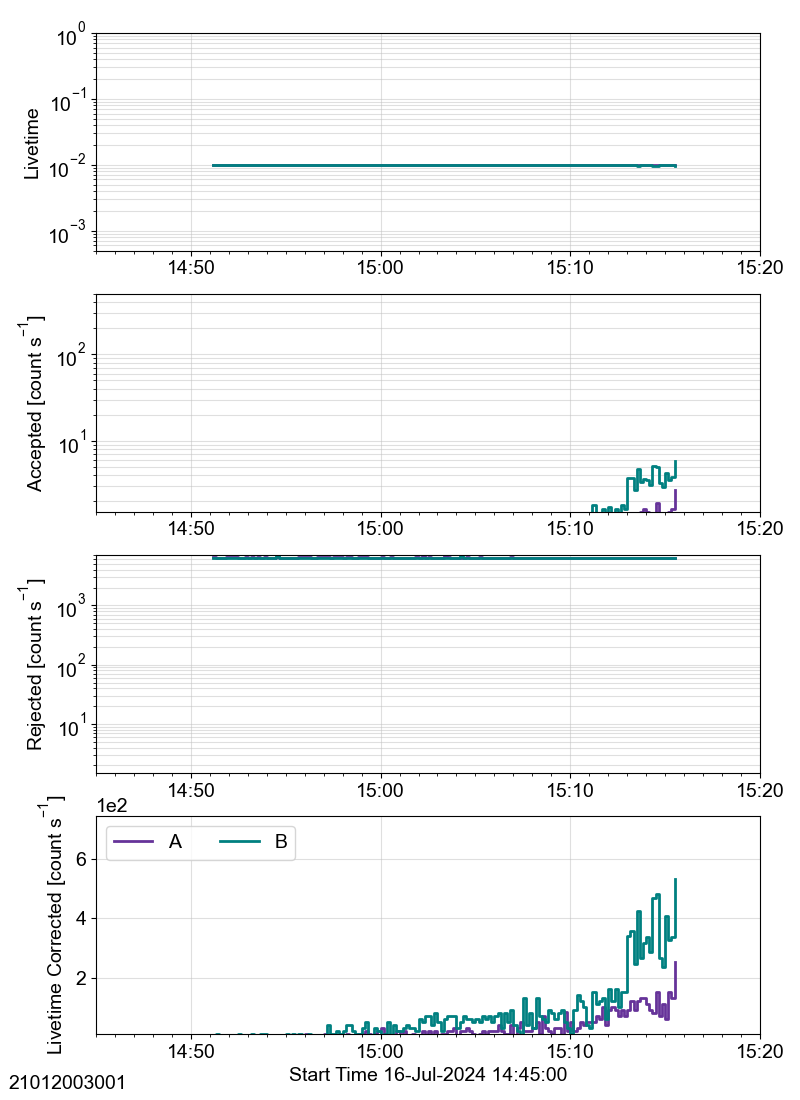 10^0
10^−1
10^−2
10^−3
Livetime
14:50 15:00 15:10 15:20
10^2
10^1
Accepted [count s^−1]
14:50 15:00 15:10 15:20
10^3
10^2
10^1
Rejected [count s^−1]
14:50 15:00 15:10 15:20
1e2
A B
6
4
2
Livetime Corrected [count s^−1]
14:50 15:00 15:10 15:20
Start Time 16-Jul-2024 14:45:00
21012003001